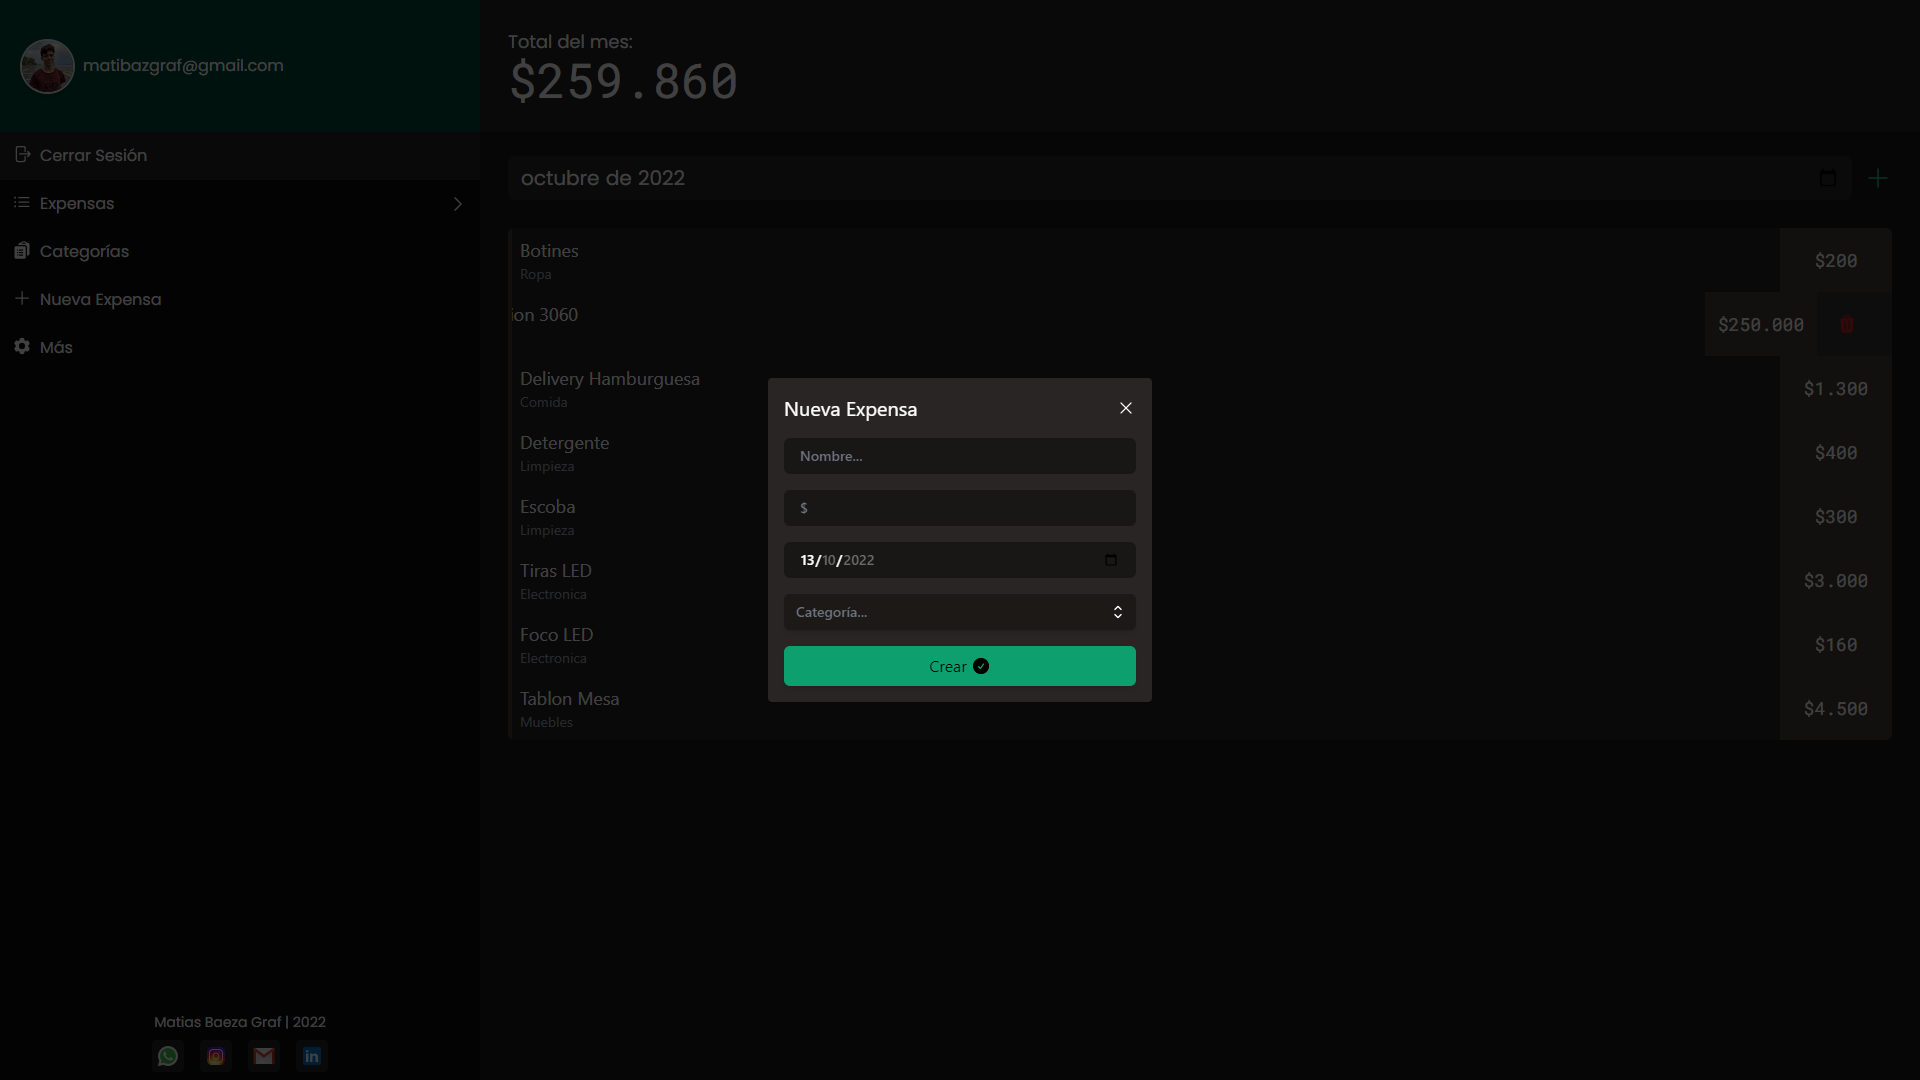 matibazgraf@gmail.com
Cerrar Sesión
Expensas
Categorías
Nueva Expensa
Más
Matias Baeza Graf | 2022
Total del mes:
$259.860
octubre de 2022
Botines
Ropa
$200
ion 3060
$250.000
Delivery Hamburguesa
Comida
$1.300
Detergente
Limpieza
$400
Escoba
Limpieza
$300
Tiras LED
Electronica
$3.000
Foco LED
Electronica
$160
Tablon Mesa
Muebles
$4.500
Nueva Expensa
Nombre...
$
13/10/2022
Categoría...
Crear